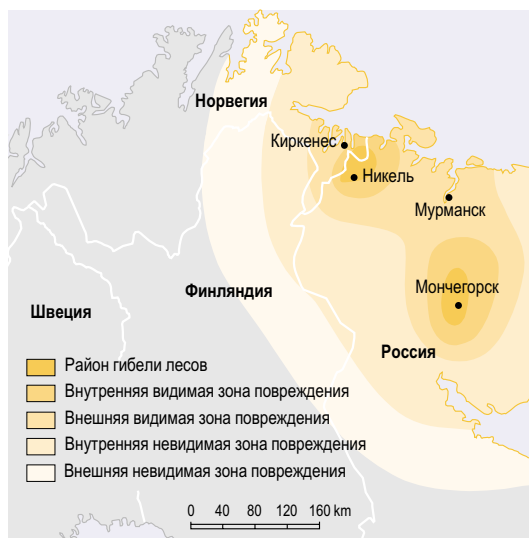 Норвегия
Киркенес
Никель
Мурманск
Финляндия
Мончегорск
Швеция
Россия
Район гибели лесов
Внутренняя видимая зона повреждения
Внешняя видимая зона повреждения
Внутренняя невидимая зона повреждения
Внешняя невидимая зона повреждения
0 40 80 120 160 km